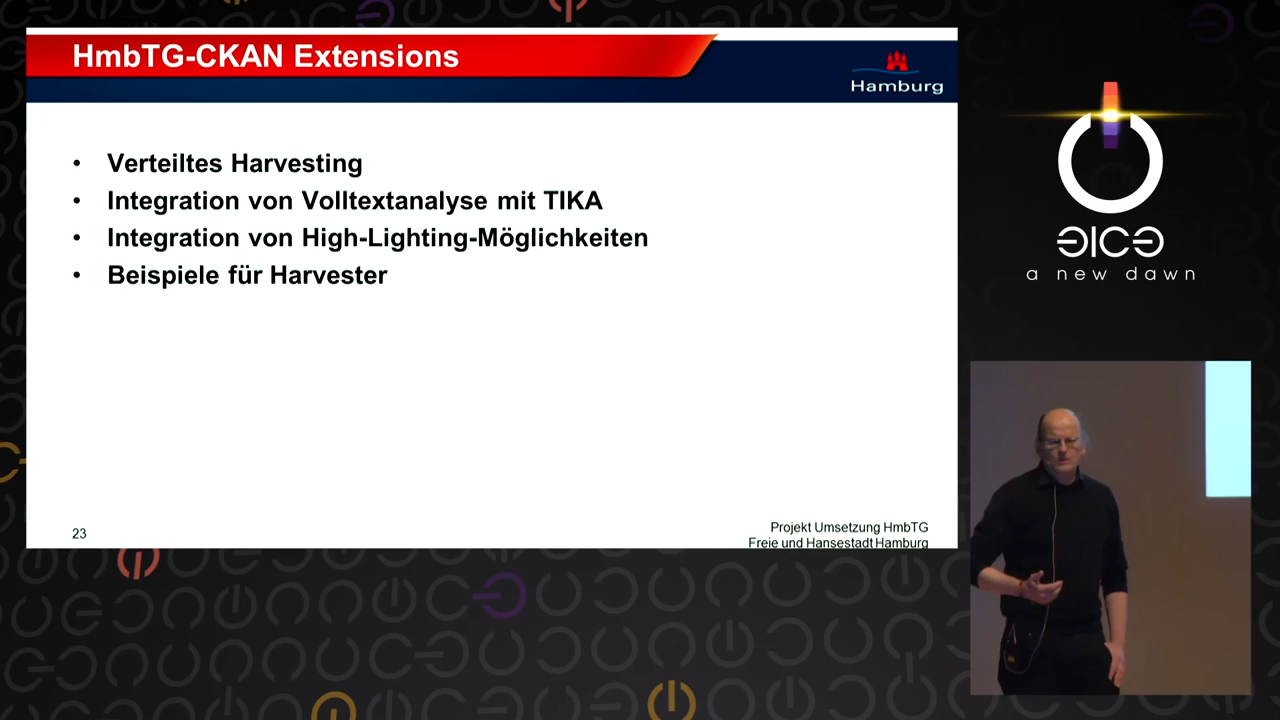 HmbTG-CKAN Extensions
Hamburg
• Verteiltes Harvesting
• Integration von Volltextanalyse mit TIKA
• Integration von High-Lighting-Möglichkeiten
• Beispiele für Harvester
23
Projekt Umsetzung HmbTG
Freie und Hansestadt Hamburg
a new dawn